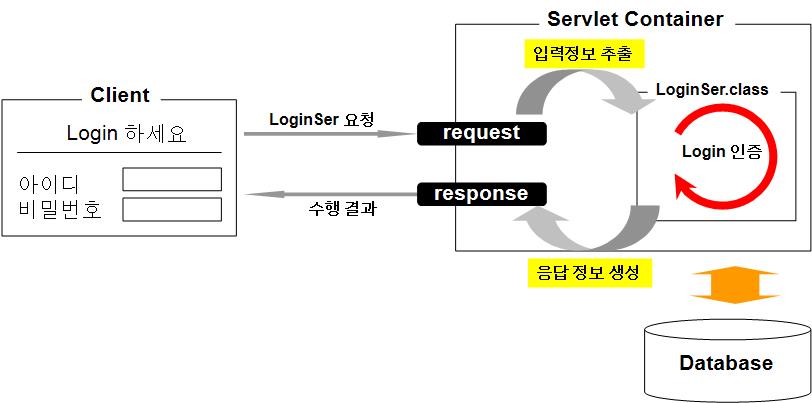 Servlet Container
입력정보 추출
Client
LoginSer.class
Login 하세요
LoginSer 요청
request
Login 인증
아이디
비밀번호
response
수행 결과
응답 정보 생성
Database